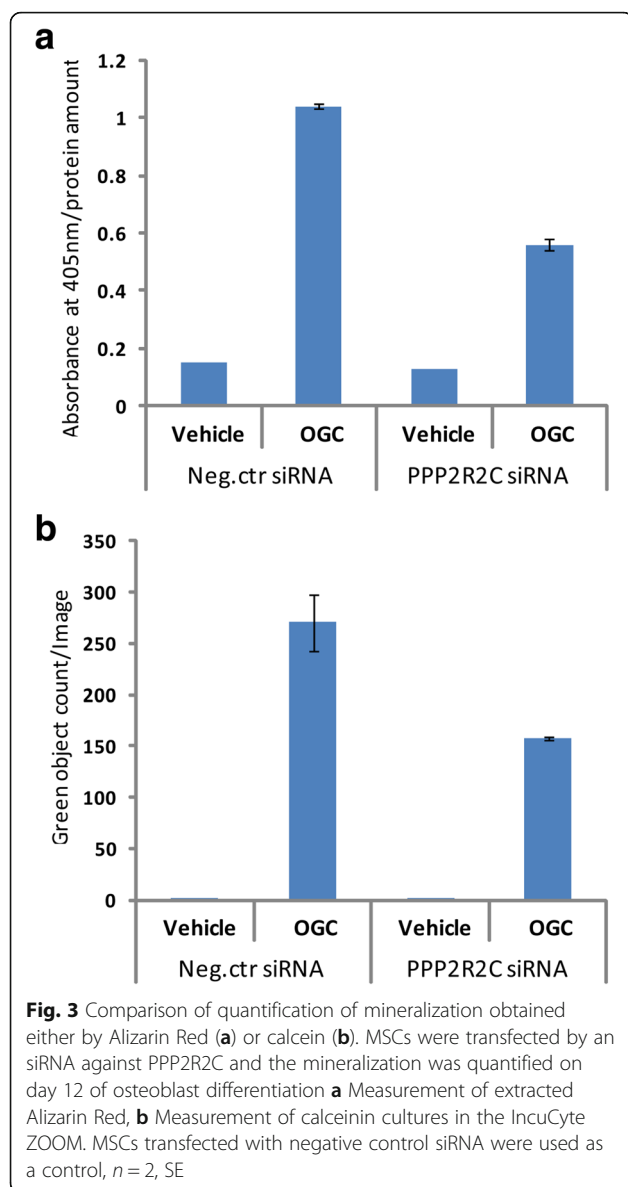 a
Absorbance at 405nm/protein amount
1.2
1
0.8
0.6
0.4
0.2
0
Vehicle OGC Vehicle OGC
Neg.ctr siRNA PPP2R2C siRNA
b
Green object count/Image
350
300
250
200
150
100
50
0
Vehicle OGC Vehicle OGC
Neg.ctr siRNA PPP2R2C siRNA
Fig. 3 Comparison of quantification of mineralization obtained
either by Alizarin Red (a) or calcein (b). MSCs were transfected by an
siRNA against PPP2R2C and the mineralization was quantified on
day 12 of osteoblast differentiation a Measurement of extracted
Alizarin Red, b Measurement of calceinin cultures in the IncuCyte
ZOOM. MSCs transfected with negative control siRNA were used as
a control, n = 2, SE